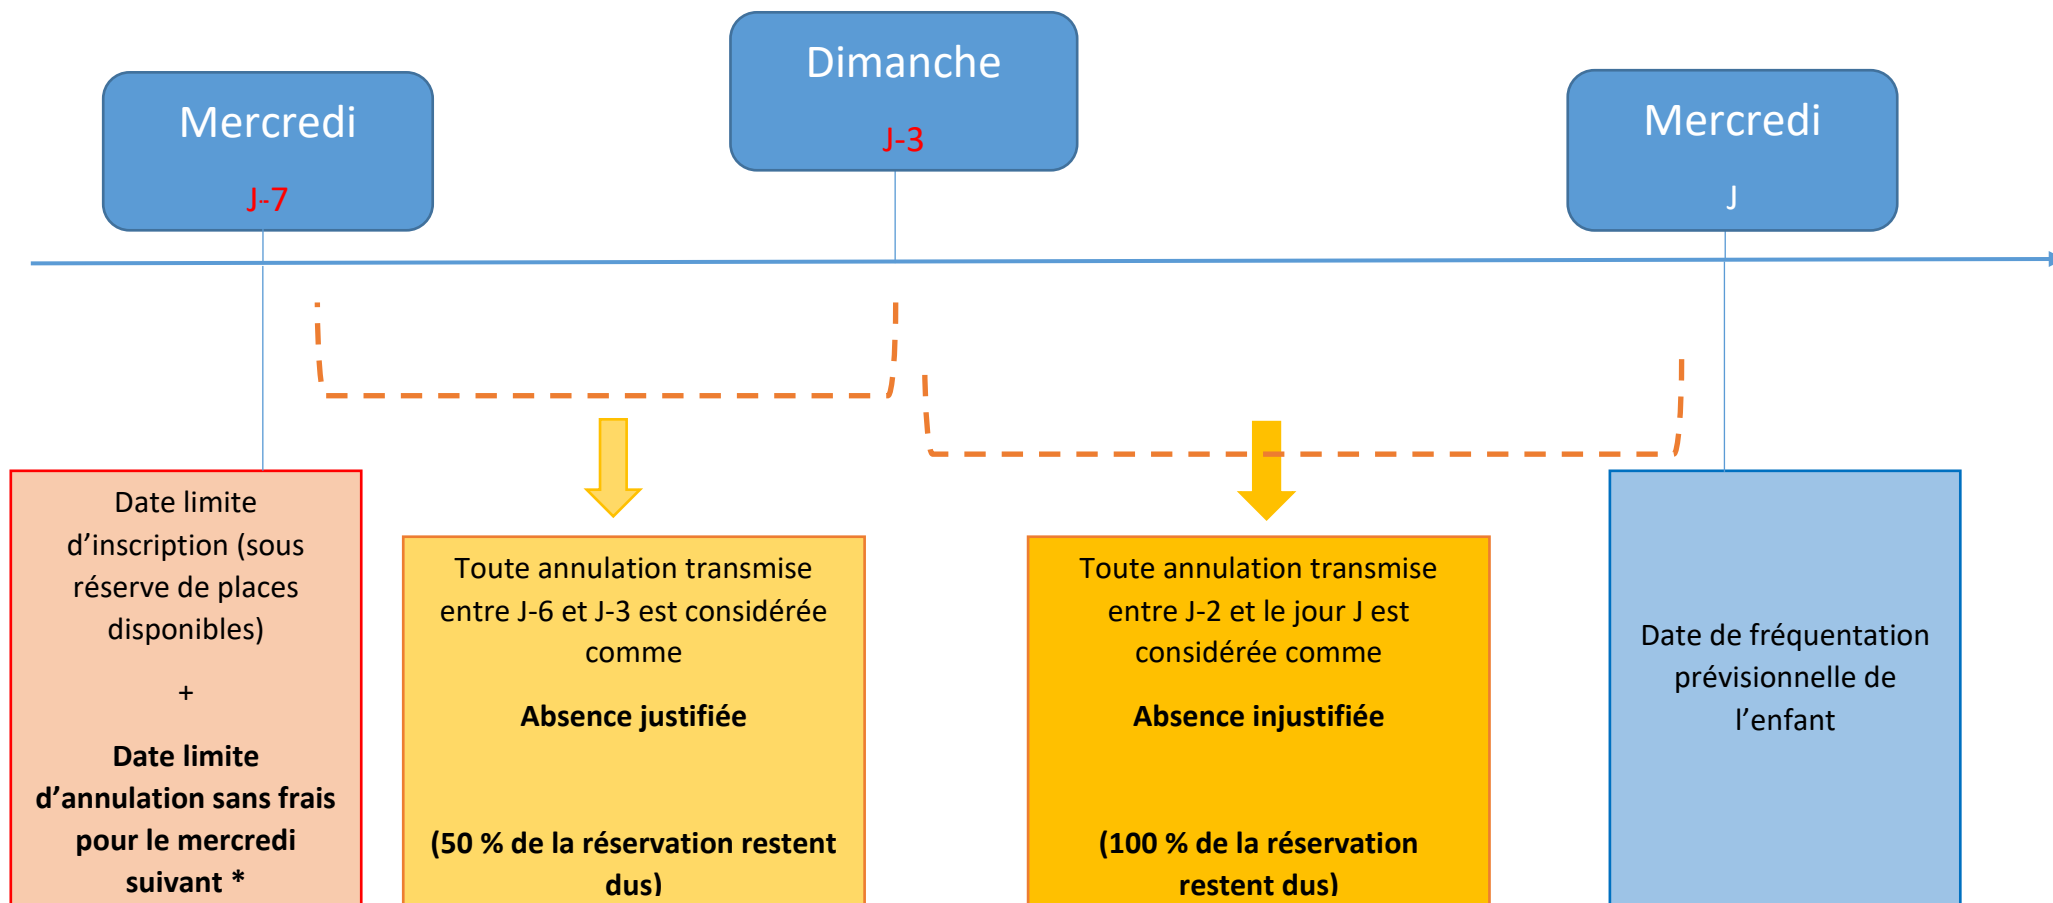 Mercredi
J-7
Dimanche
J-3
Mercredi
J
Date limite
d’inscription (sous
réserve de places
disponibles)
+
Date limite
d’annulation sans frais
pour le mercredi
suivant *
Toute annulation transmise
entre J-6 et J-3 est considérée
comme
Absence justifiée
(50 % de la réservation restent
dus)
Toute annulation transmise
entre J-2 et le jour J est
considérée comme
Absence injustifiée
(100 % de la réservation
restent dus)
Date de fréquentation
prévisionnelle de
l’enfant